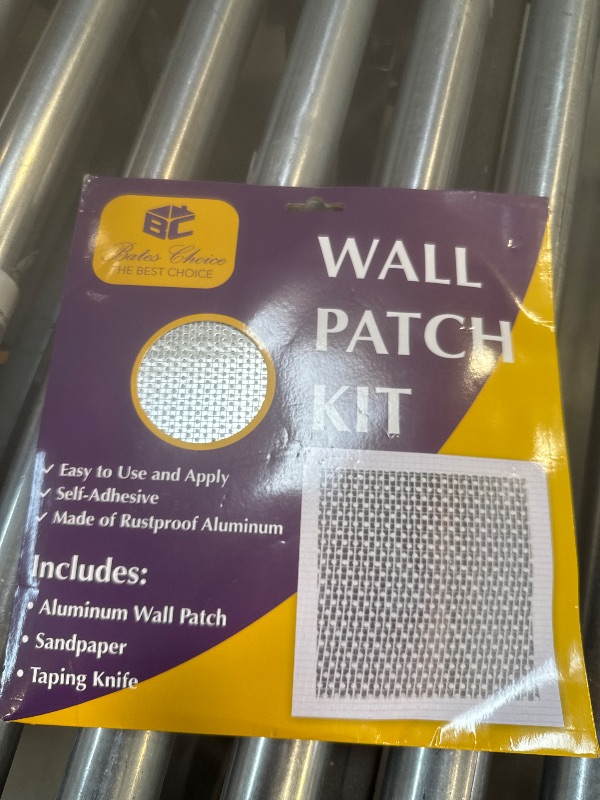 BC
Bates Choice
THE BEST CHOICE
WALL
PATCH
KIT
✓ Easy to Use and Apply
✓ Self-Adhesive
✓ Made of Rustproof Aluminum
Includes:
• Aluminum Wall Patch
• Sandpaper
• Taping Knife